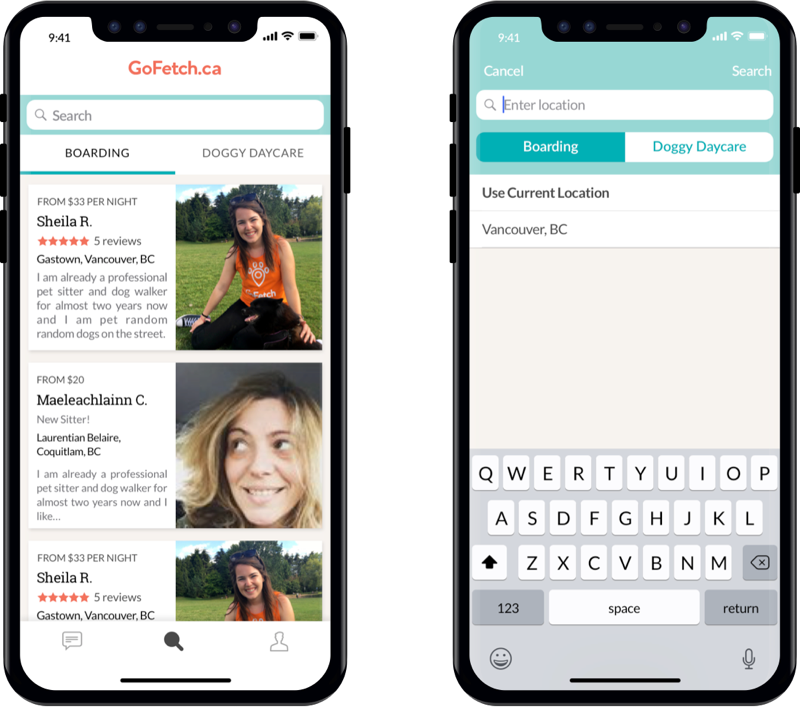 9:41
GoFetch.ca
Search
BOARDING DOGGY DAYCARE
FROM $33 PER NIGHT
Sheila R.
5 reviews
Gastown, Vancouver, BC
I am already a professional
pet sitter and dog walker
for almost two years now
and I am pet random
random dogs on the street.
FROM $20
Maeleachlainn C.
New Sitter!
Laurentian Belaire,
Coquitlam, BC
I am already a professional
pet sitter and dog walker for
almost two years now and I
like...
FROM $33 PER NIGHT
Sheila R.
5 reviews
Gastown, Vancouver, BC
9:41
Cancel Search
Enter location
Boarding Doggy Daycare
Use Current Location
Vancouver, BC
Q W E R T Y U I O P
A S D F G H J K L
Z X C V B N M
123 space return